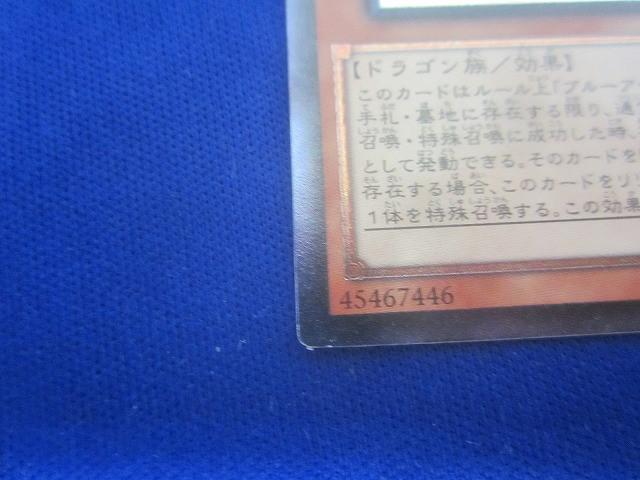 【ドラゴン族／効果】
このカードはルール上「ブルーア
手札・墓地に存在する限り、通
召喚・特殊召喚に成功した時、
として発動できる。そのカードを
存在する場合、このカードをリリ
1体を特殊召喚する。この効果
45467446